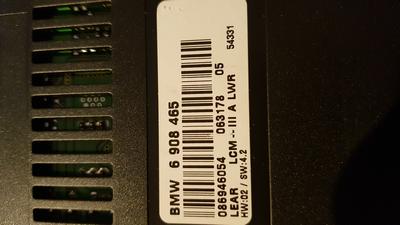 54331
BMW 6 908 465
086946054 063178 05
LEAR LCM--III A LWR
HW:02 / SW:4.2